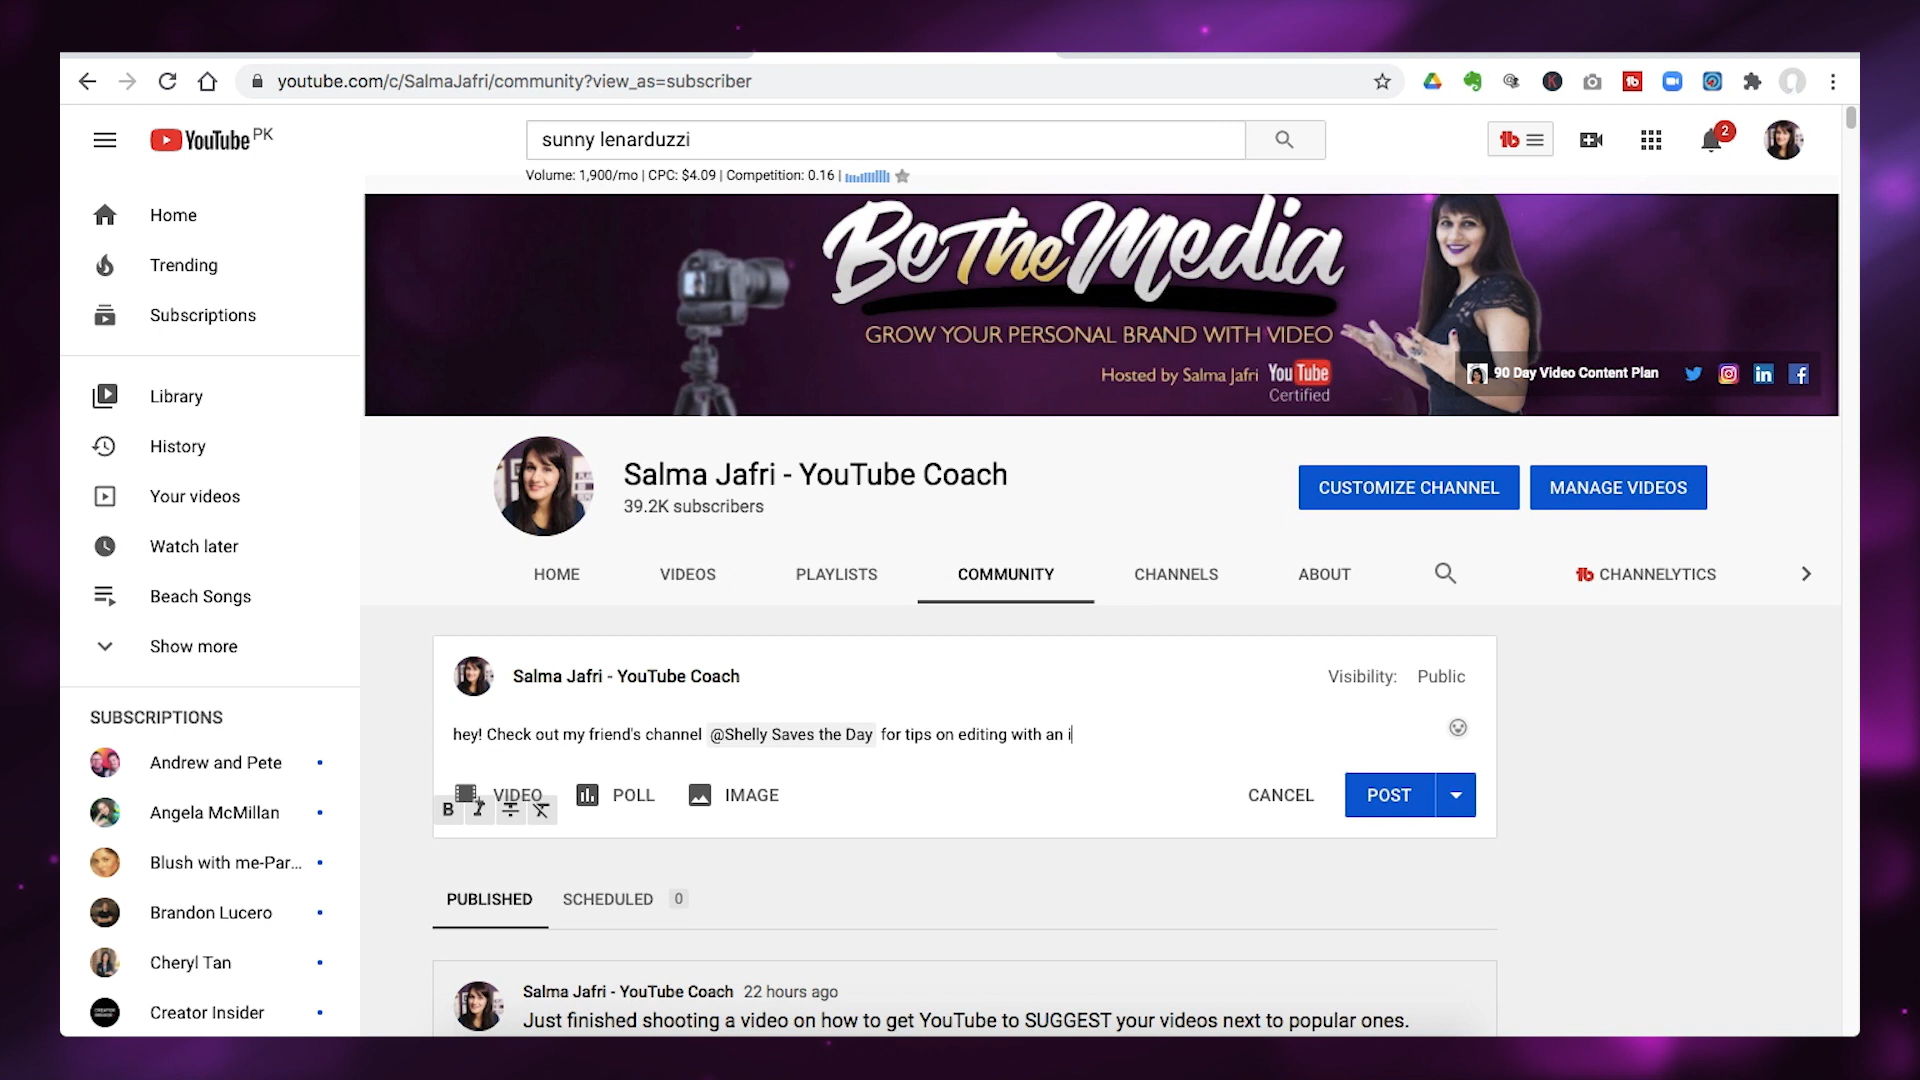 youtube.com/c/SalmaJafri/community?view_as=subscriber
YouTube PK
sunny lenarduzzi
2
Volume: 1,900/mo | CPC: $4.09 | Competition: 0.16 |
Home
Trending
Subscriptions
Library
History
Your videos
Watch later
Beach Songs
Show more
SUBSCRIPTIONS
Andrew and Pete
Angela McMillan
Blush with me-Par...
Brandon Lucero
Cheryl Tan
Creator Insider
Be The Media
GROW YOUR PERSONAL BRAND WITH VIDEO
Hosted by Salma Jafri YouTube
Certified
90 Day Video Content Plan
Salma Jafri - YouTube Coach
39.2K subscribers
CUSTOMIZE CHANNEL
MANAGE VIDEOS
HOME VIDEOS PLAYLISTS COMMUNITY CHANNELS ABOUT CHANNELYTICS
Salma Jafri - YouTube Coach
Visibility: Public
hey! Check out my friend's channel @Shelly Saves the Day for tips on editing with an i
VIDEO POLL IMAGE CANCEL POST
B I T T
PUBLISHED SCHEDULED 0
Salma Jafri - YouTube Coach 22 hours ago
Just finished shooting a video on how to get YouTube to SUGGEST your videos next to popular ones.